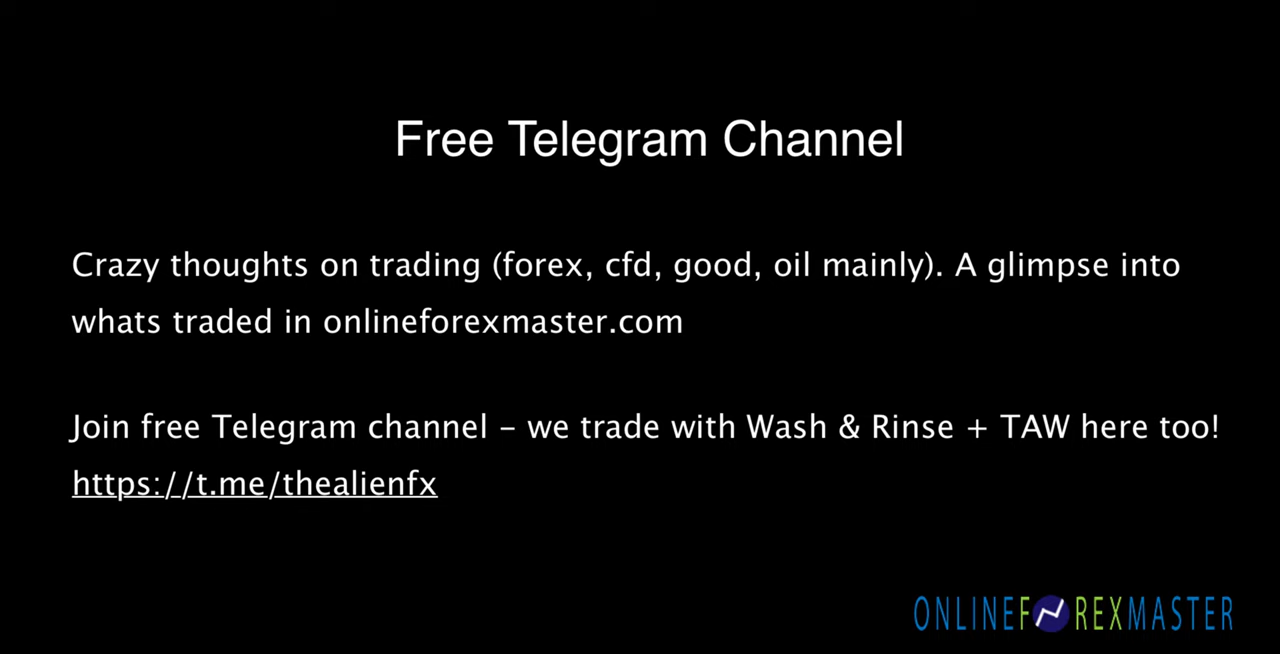 Free Telegram Channel
Crazy thoughts on trading (forex, cfd, good, oil mainly). A glimpse into
whats traded in onlineforexmaster.com
Join free Telegram channel – we trade with Wash & Rinse + TAW here too!
https://t.me/thealienfx
ONLINEFOREXMASTER